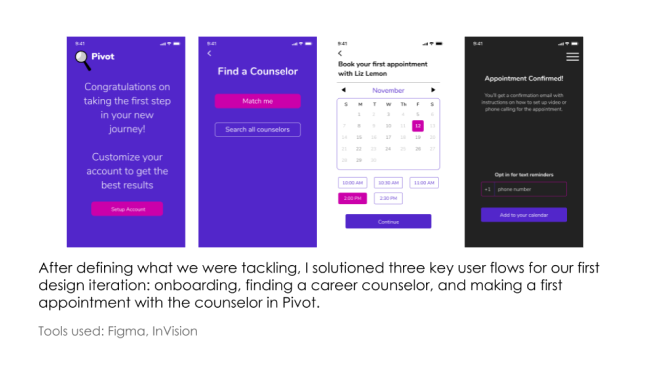 9:41
Pivot
Congratulations on
taking the first step
in your new
journey!
Customize your
account to get the
best results
Setup Account
9:41
Find a Counselor
Match me
Search all counselors
9:41
Book your first appointment
with Liz Lemon
November
S M T W Th F S
1 2 3 4 5 6
7 8 9 10 11 12 13
14 15 16 17 18 19 20
21 22 23 24 25 26 27
28 29 30
10:00 AM 10:30 AM 11:00 AM
2:00 PM 2:30 PM
Continue
9:41
Appointment Confirmed!
You'll get a confirmation email with
instructions on how to set up video or
phone calling for the appointment.
Opt in for text reminders
+1 phone number
Add to your calendar
After defining what we were tackling, I solutioned three key user flows for our first
design iteration: onboarding, finding a career counselor, and making a first
appointment with the counselor in Pivot.
Tools used: Figma, InVision